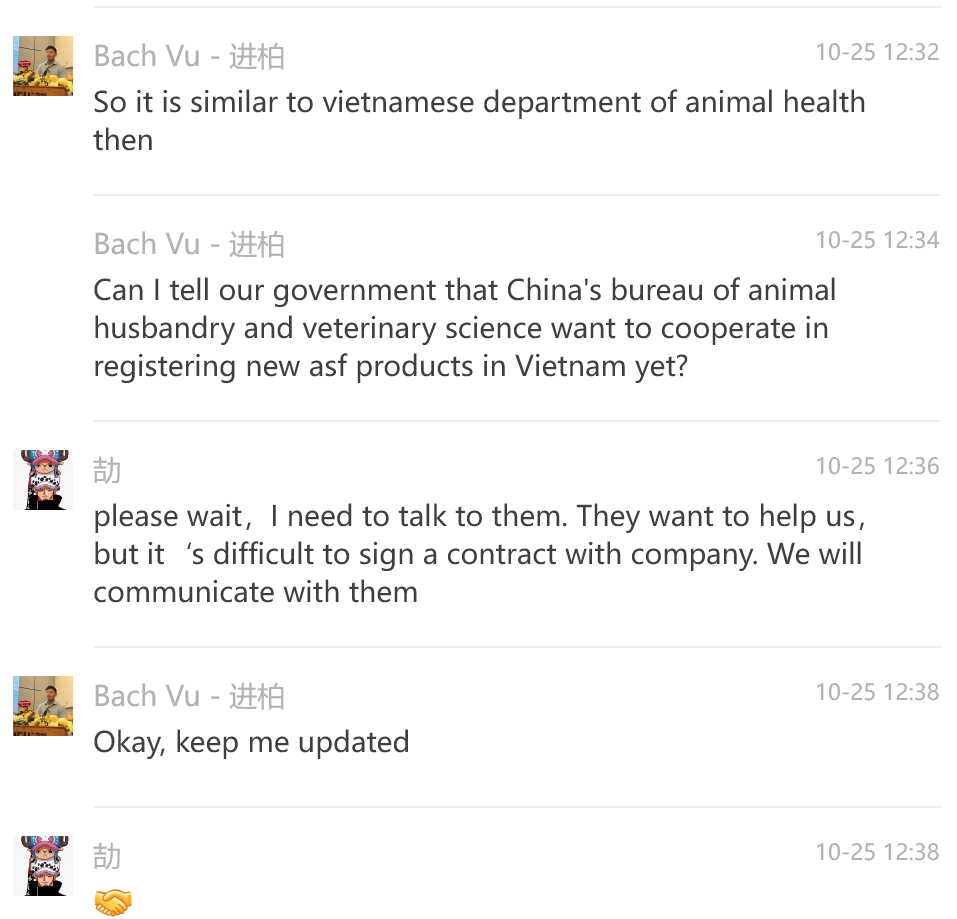 Bach Vu - 进柏
10-25 12:32
So it is similar to vietnamese department of animal health
then
Bach Vu - 进柏
10-25 12:34
Can I tell our government that China's bureau of animal
husbandry and veterinary science want to cooperate in
registering new asf products in Vietnam yet?
劼
10-25 12:36
please wait，I need to talk to them. They want to help us，
but it‘s difficult to sign a contract with company. We will
communicate with them
Bach Vu - 进柏
10-25 12:38
Okay, keep me updated
劼
10-25 12:38
🤝